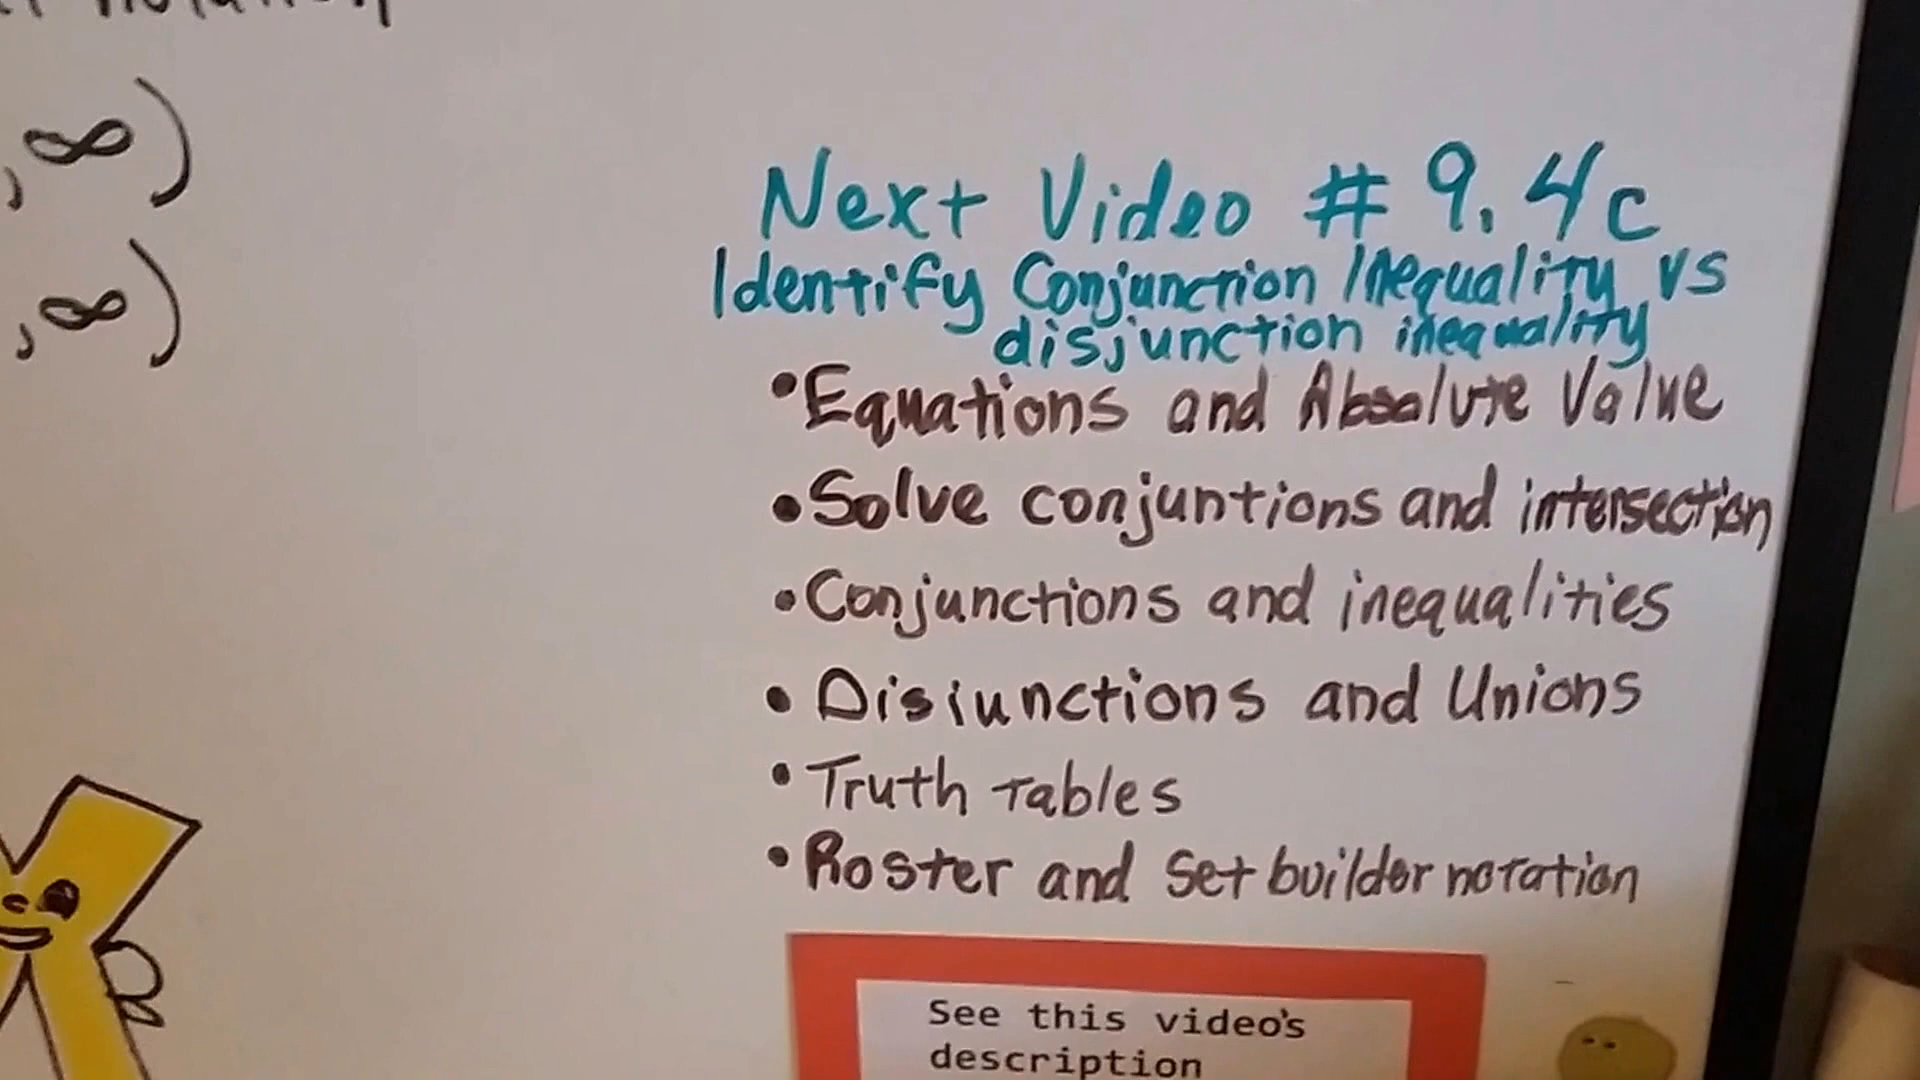 , ∞)
, ∞)
Next Video # 9.4c
Identify Conjunction Inequality vs
disjunction inequality
• Equations and Absolute Value
• Solve conjuntions and intersection
• Conjunctions and inequalities
• Disjunctions and Unions
• Truth Tables
• Roster and Set builder notation
See this video's
description